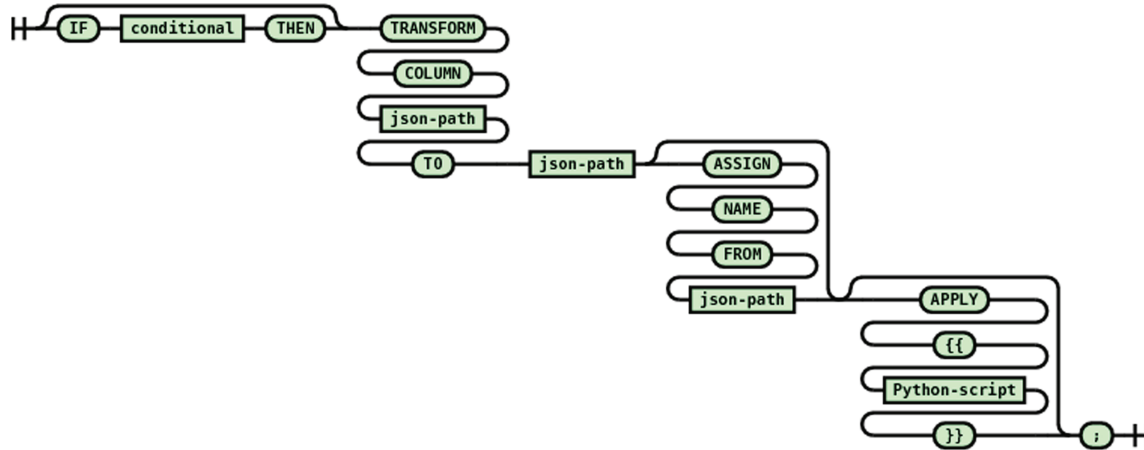 IF conditional THEN TRANSFORM
COLUMN
json-path
TO json-path ASSIGN
NAME
FROM
json-path APPLY
{{
Python-script
}} ;